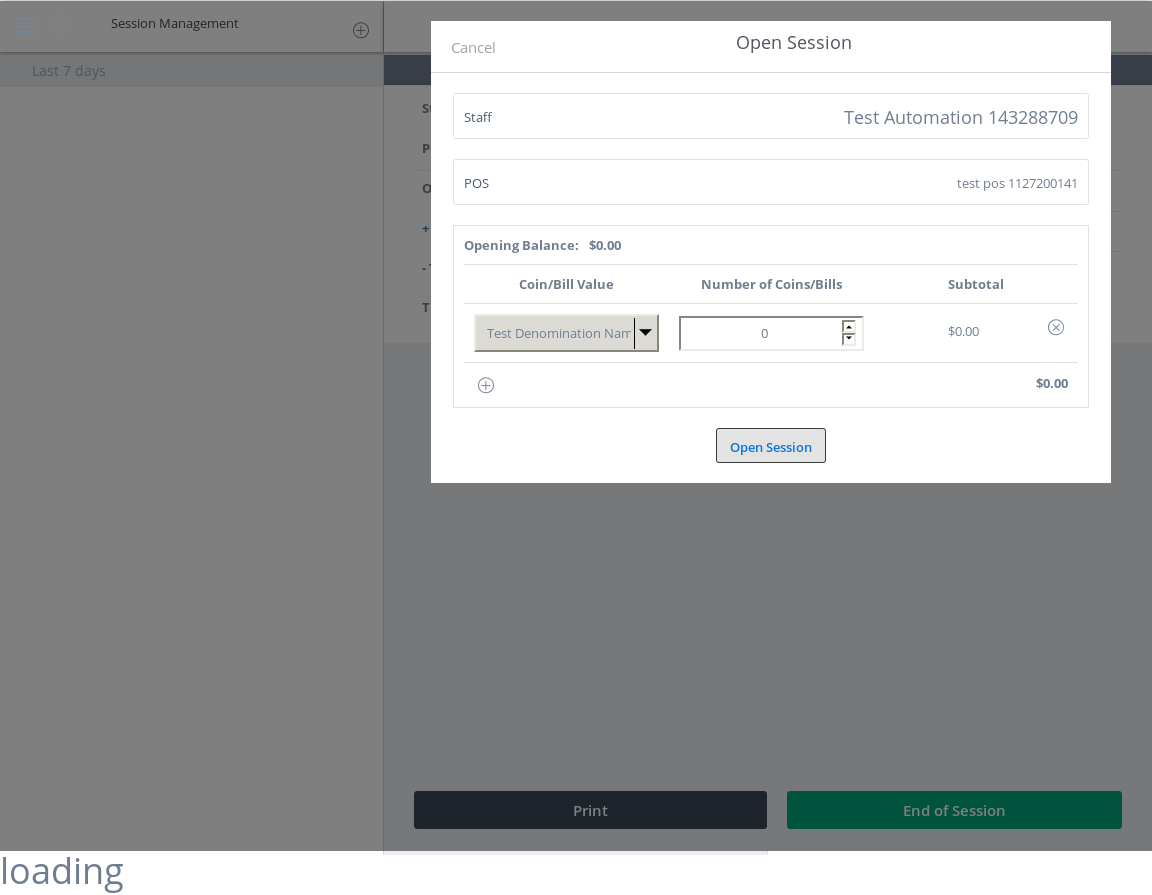 Session Management
Last 7 days
Cancel
Open Session
Staff
Test Automation 143288709
POS
test pos 1127200141
Opening Balance: $0.00
Coin/Bill Value Number of Coins/Bills Subtotal
Test Denomination Nam 0 $0.00
$0.00
Open Session
Print
End of Session
loading